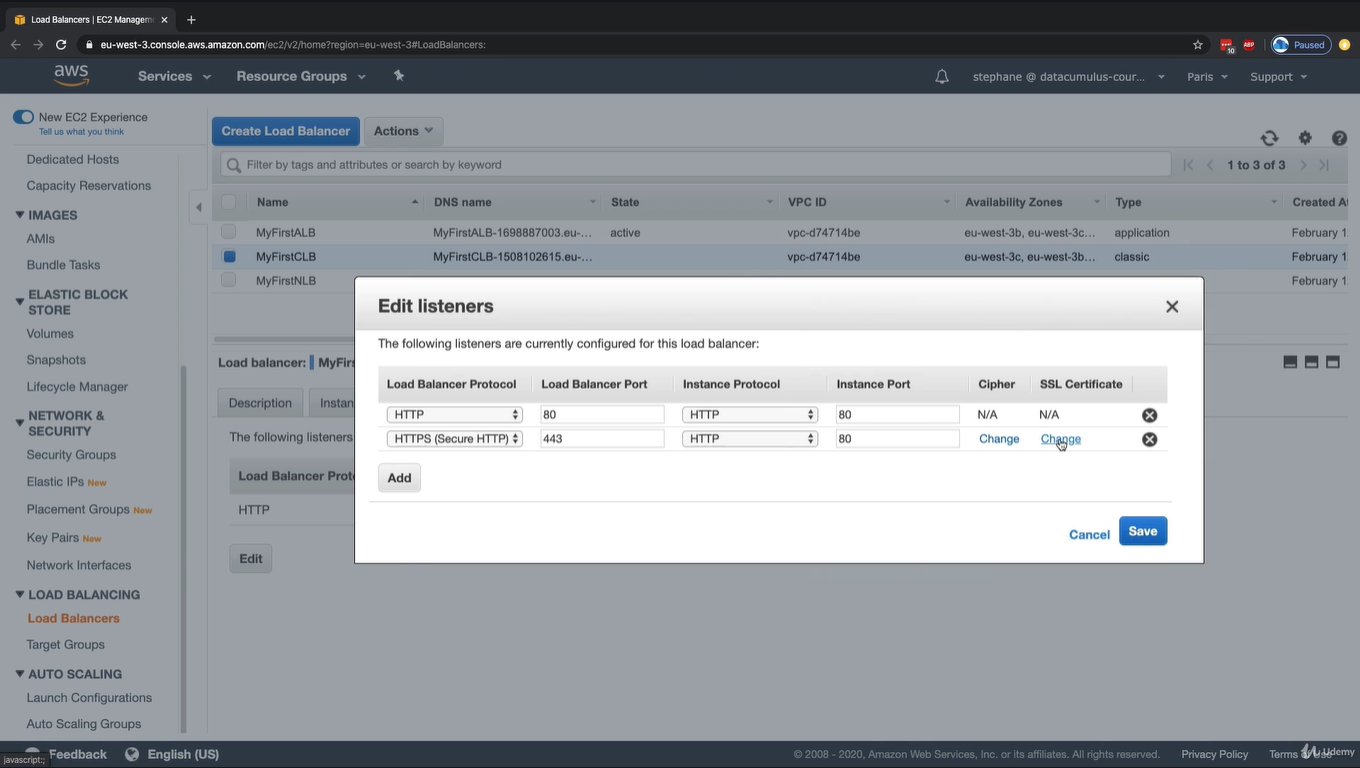 Load Balancers | EC2 Managem
eu-west-3.console.aws.amazon.com/ec2/v2/home?region=eu-west-3#LoadBalancers:
10
ABP
Paused
aws
Services
Resource Groups
stephane @ datacumulus-cour...
Paris
Support
New EC2 Experience
Tell us what you think
Dedicated Hosts
Capacity Reservations
IMAGES
AMIs
Bundle Tasks
ELASTIC BLOCK
STORE
Volumes
Snapshots
Lifecycle Manager
NETWORK &
SECURITY
Security Groups
Elastic IPs New
Placement Groups New
Key Pairs New
Network Interfaces
LOAD BALANCING
Load Balancers
Target Groups
AUTO SCALING
Launch Configurations
Auto Scaling Groups
Create Load Balancer
Actions
Filter by tags and attributes or search by keyword
1 to 3 of 3
Name DNS name State VPC ID Availability Zones Type Created At
MyFirstALB MyFirstALB-1698887003.eu-... active vpc-d74714be eu-west-3b, eu-west-3c... application February 1
MyFirstCLB MyFirstCLB-1508102615.eu-... vpc-d74714be eu-west-3c, eu-west-3b... classic February 1
MyFirstNLB February 1
Load balancer: MyFirs
Description
Instan
The following listeners
Load Balancer Proto
HTTP
Edit
Edit listeners
The following listeners are currently configured for this load balancer:
Load Balancer Protocol Load Balancer Port Instance Protocol Instance Port Cipher SSL Certificate
HTTP 80 HTTP 80 N/A N/A
HTTPS (Secure HTTP) 443 HTTP 80 Change Change
Add
Cancel
Save
javascript:;
Feedback
English (US)
© 2008 - 2020, Amazon Web Services, Inc. or its affiliates. All rights reserved.
Privacy Policy
Terms
Udemy